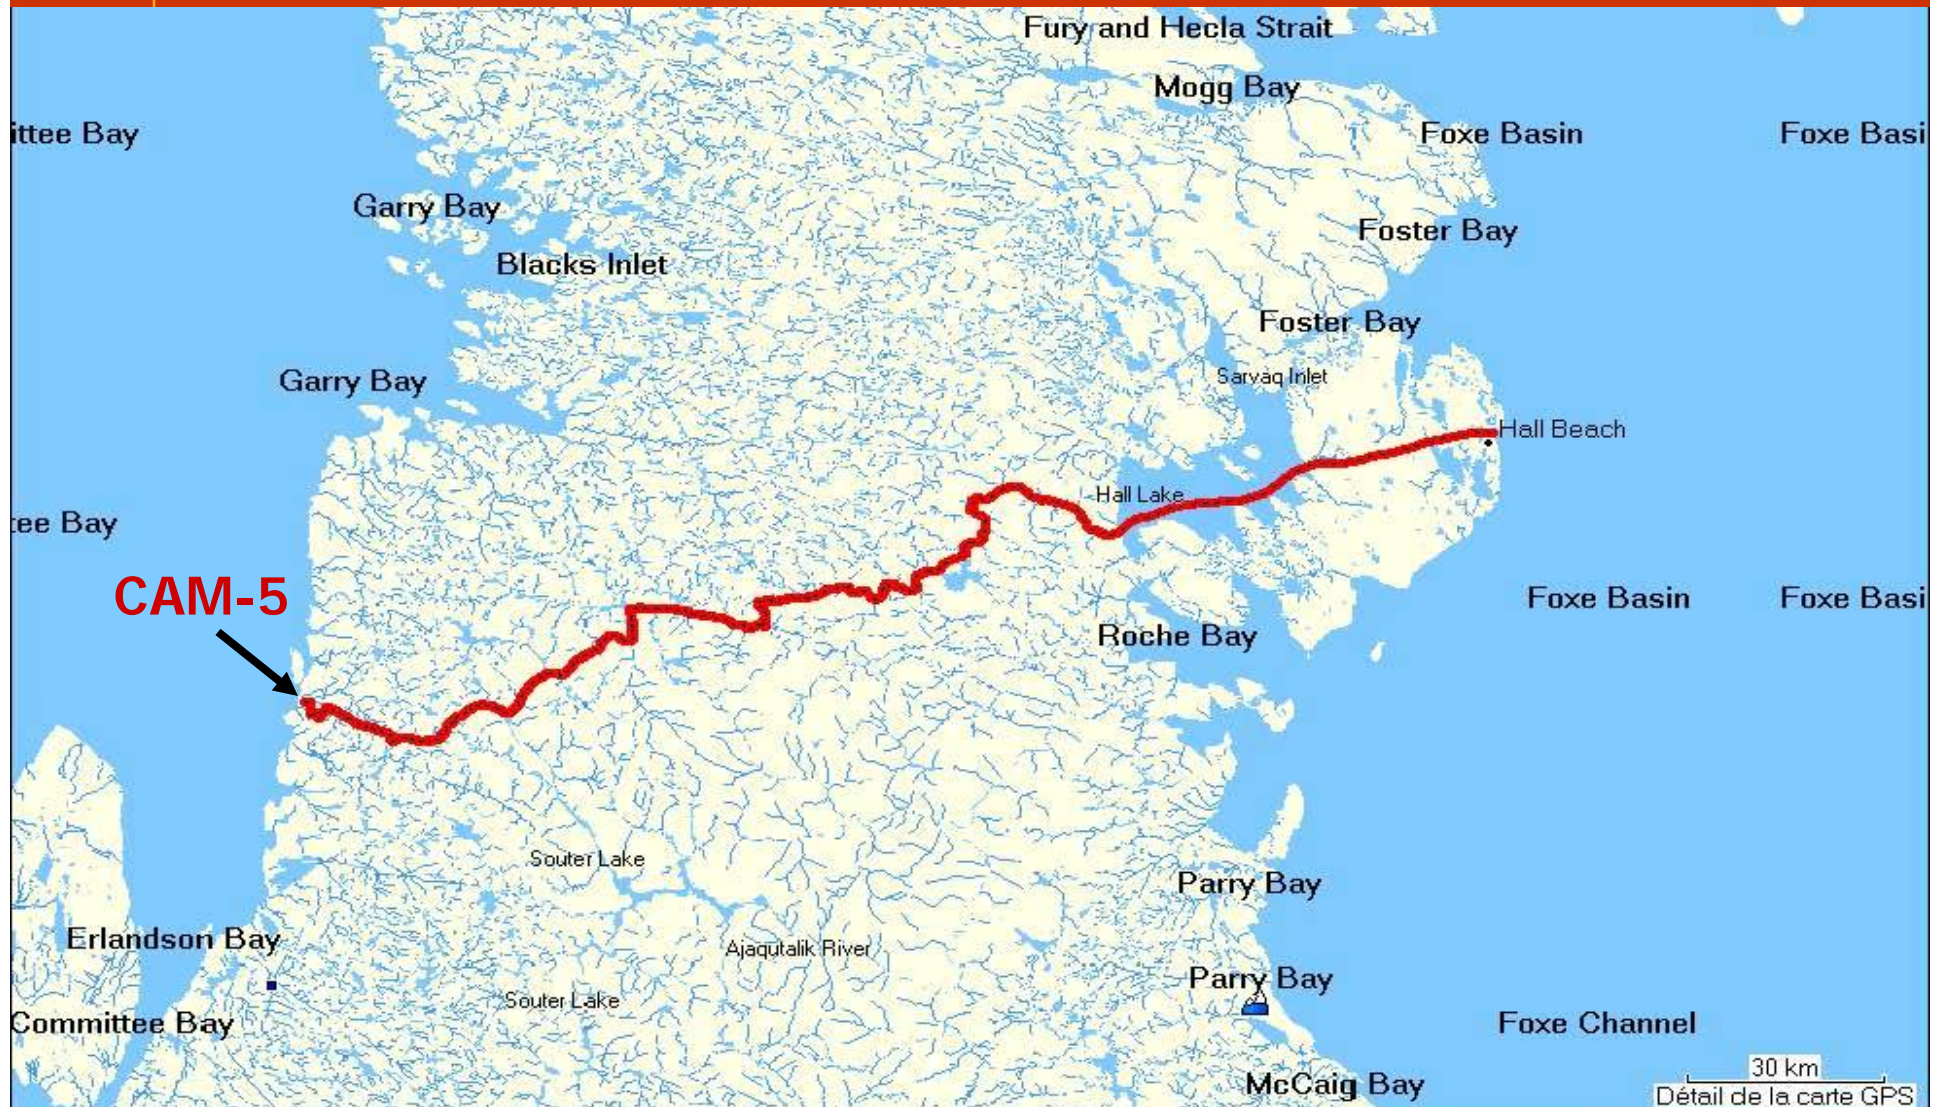 Fury and Hecla Strait
Mogg Bay
ittee Bay
Foxe Basin
Foxe Basi
Garry Bay
Foster Bay
Blacks Inlet
Foster Bay
Garry Bay
Sarvaq Inlet
Hall Beach
Hall Lake
tee Bay
CAM-5
Foxe Basin
Foxe Basi
Roche Bay
Souter Lake
Parry Bay
Erlandson Bay
Ajaqutalik River
Parry Bay
Souter Lake
Committee Bay
Foxe Channel
30 km
McCaig Bay
Détail de la carte GPS